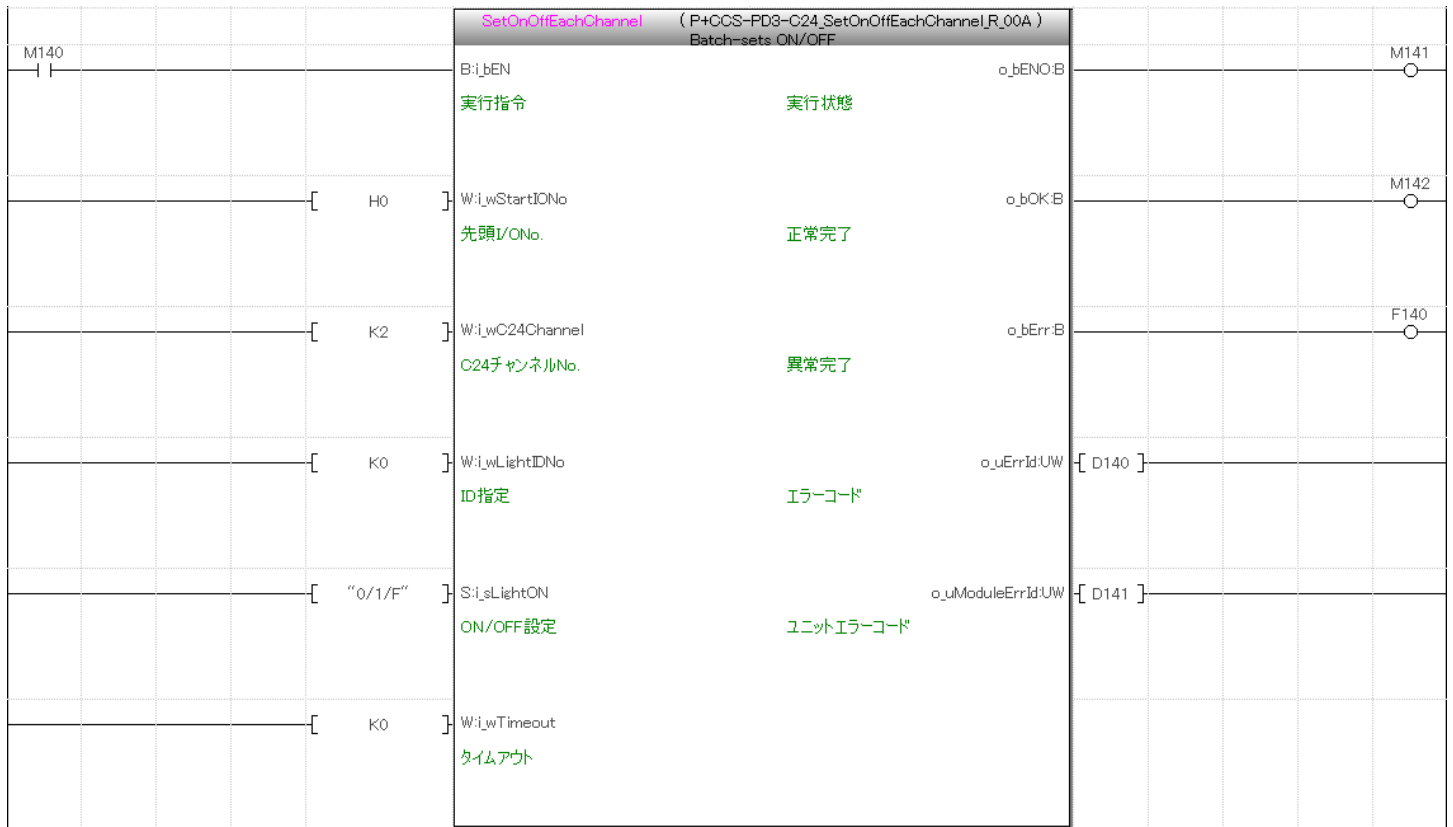 SetOnOffEachChannel (P+CCS-PD3-C24_SetOnOffEachChannel_R_00A)
Batch-sets ON/OFF
M140 M141
B:i_bEN o_bENO:B
実行指令 実行状態
M142
H0 W:i_wStartIONo o_bOK:B
先頭I/ONo. 正常完了
F140
K2 W:i_wC24Channel o_bErr:B
C24チャンネルNo. 異常完了
K0 W:i_wLightIDNo o_uErrId:UW D140
ID指定 エラーコード
"0/1/F" S:i_sLightON o_uModuleErrId:UW D141
ON/OFF設定 ユニットエラーコード
K0 W:i_wTimeout
タイムアウト